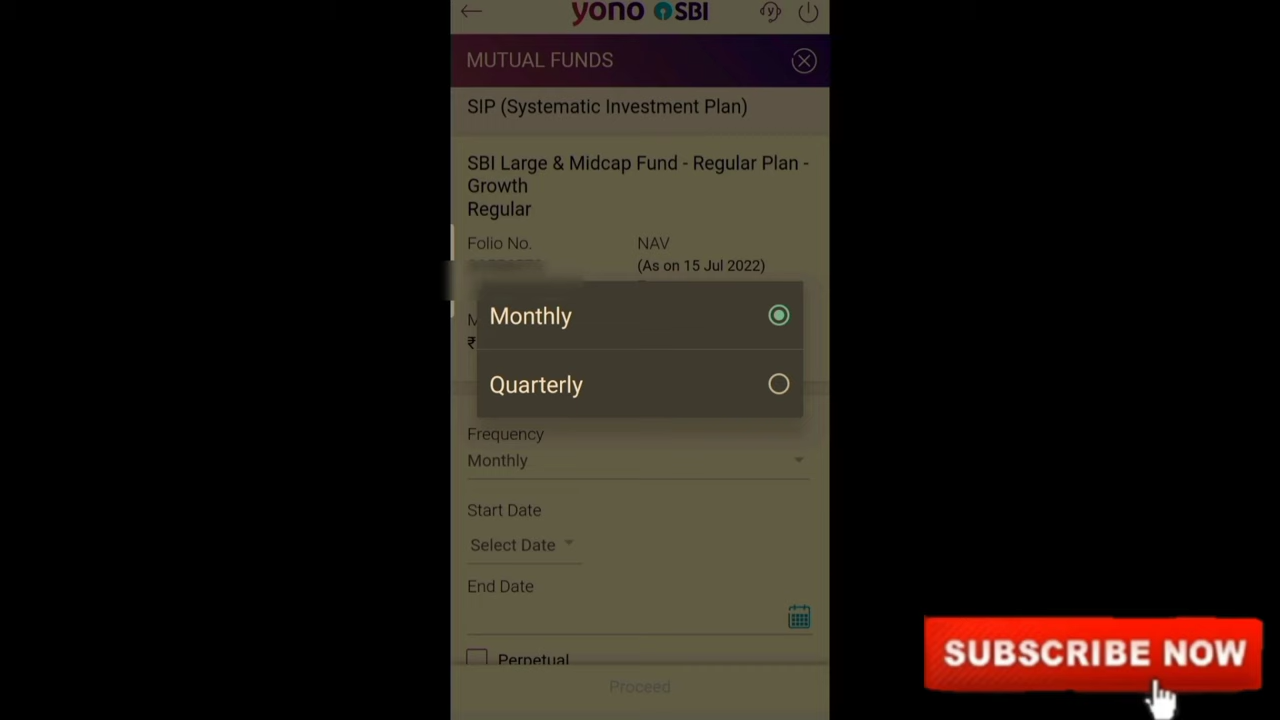 yono SBI
MUTUAL FUNDS
SIP (Systematic Investment Plan)
SBI Large & Midcap Fund - Regular Plan -
Growth
Regular
Folio No.
NAV
(As on 15 Jul 2022)
Monthly
M
₹
Quarterly
Frequency
Monthly
Start Date
Select Date
End Date
Perpetual
Proceed
SUBSCRIBE NOW